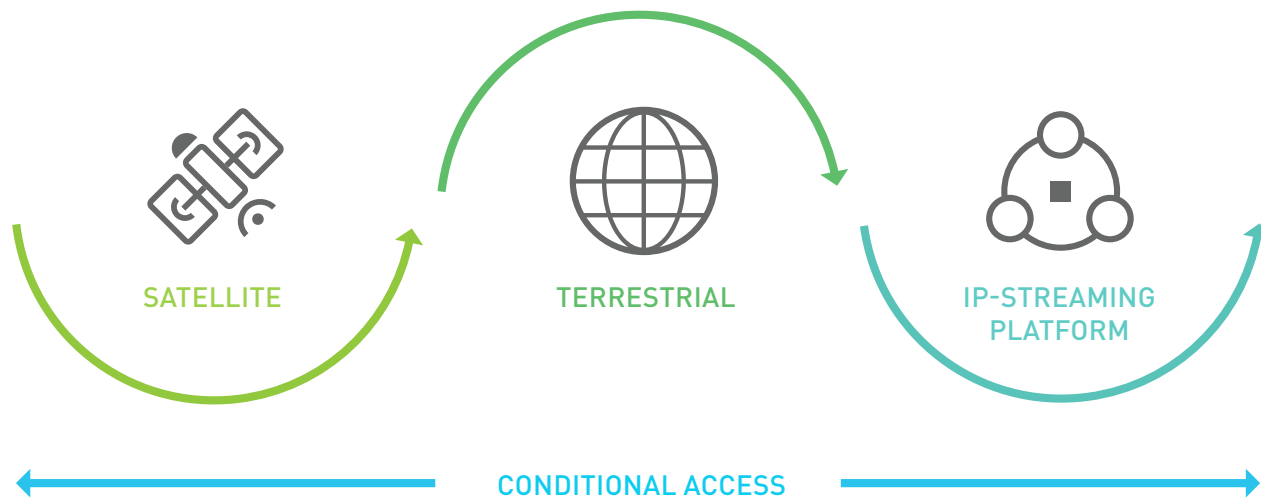 SATELLITE
TERRESTRIAL
IP-STREAMING
PLATFORM
CONDITIONAL ACCESS